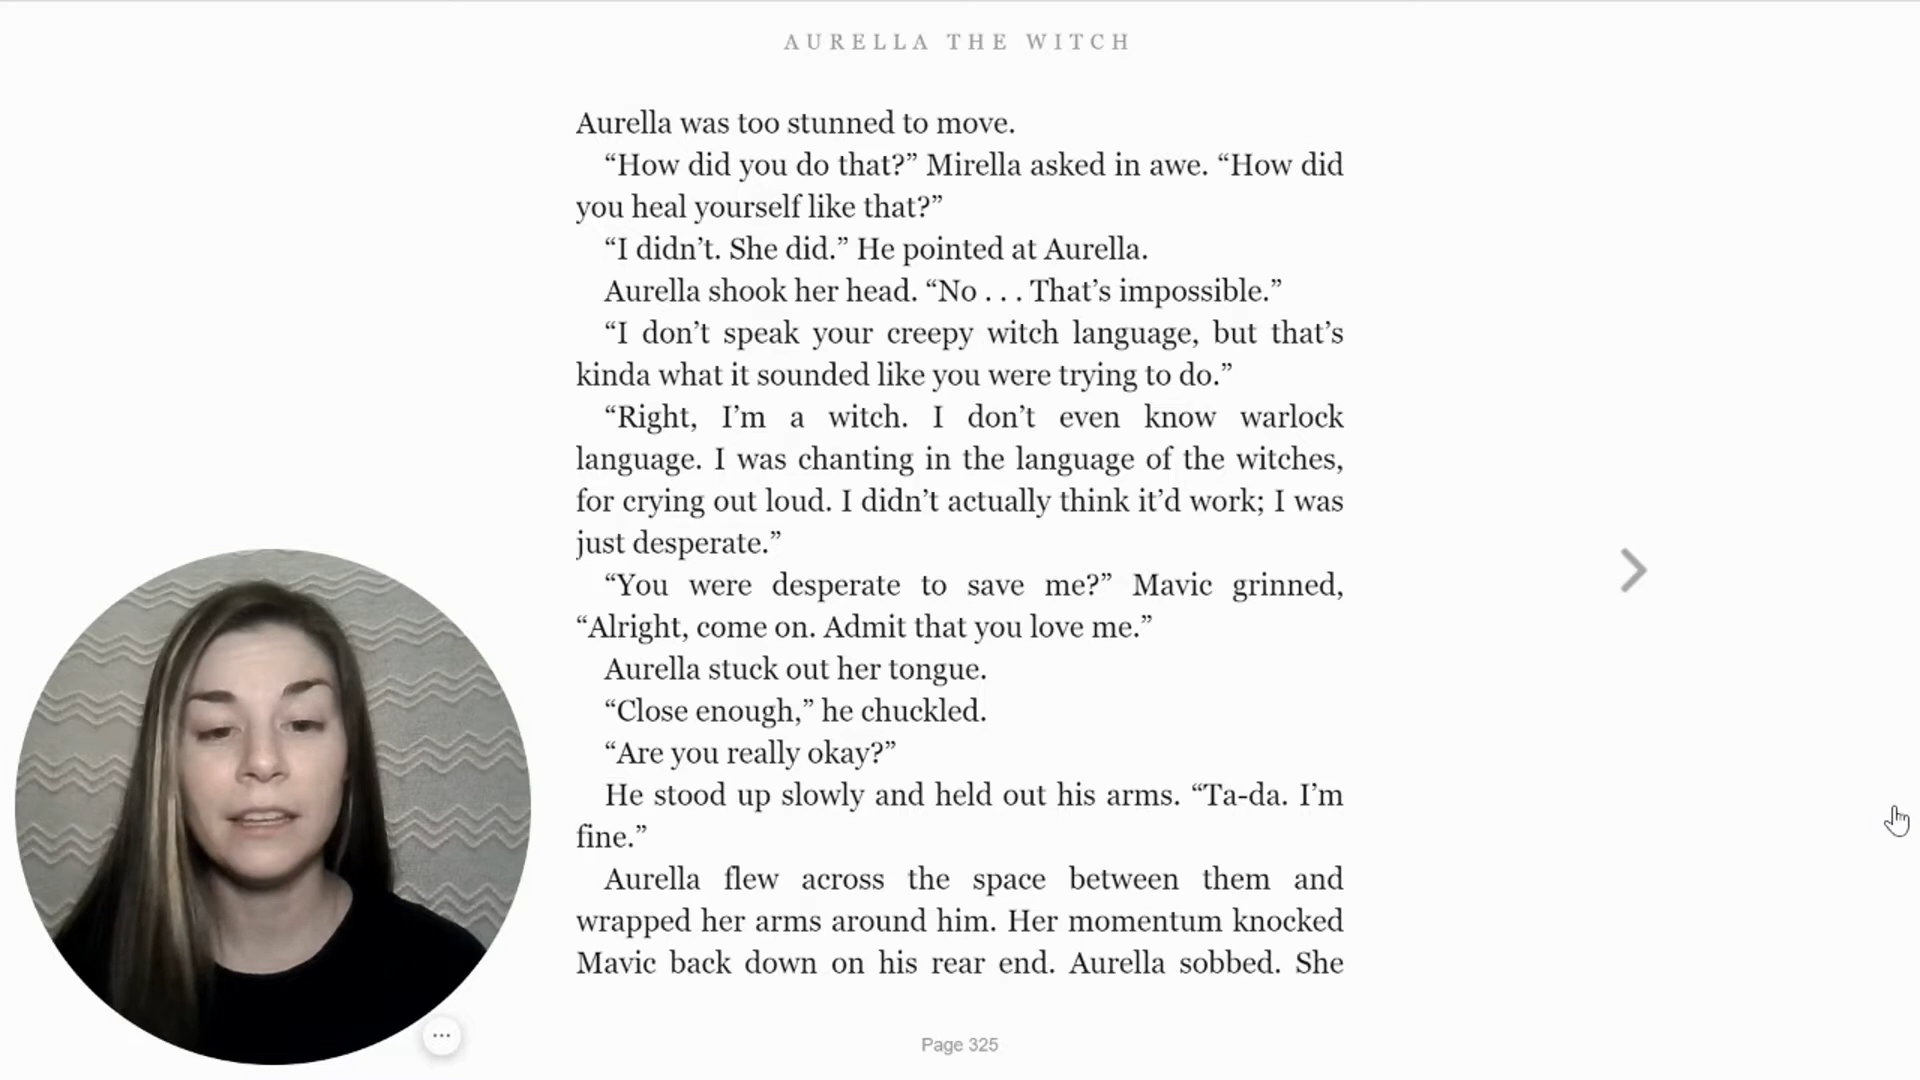 AURELLA THE WITCH
Aurella was too stunned to move.
“How did you do that?” Mirella asked in awe. “How did
you heal yourself like that?”
“I didn’t. She did.” He pointed at Aurella.
Aurella shook her head. “No . . . That’s impossible.”
“I don’t speak your creepy witch language, but that’s
kinda what it sounded like you were trying to do.”
“Right, I’m a witch. I don’t even know warlock
language. I was chanting in the language of the witches,
for crying out loud. I didn’t actually think it’d work; I was
just desperate.”
“You were desperate to save me?” Mavic grinned,
“Alright, come on. Admit that you love me.”
Aurella stuck out her tongue.
“Close enough,” he chuckled.
“Are you really okay?”
He stood up slowly and held out his arms. “Ta-da. I’m
fine.”
Aurella flew across the space between them and
wrapped her arms around him. Her momentum knocked
Mavic back down on his rear end. Aurella sobbed. She
Page 325